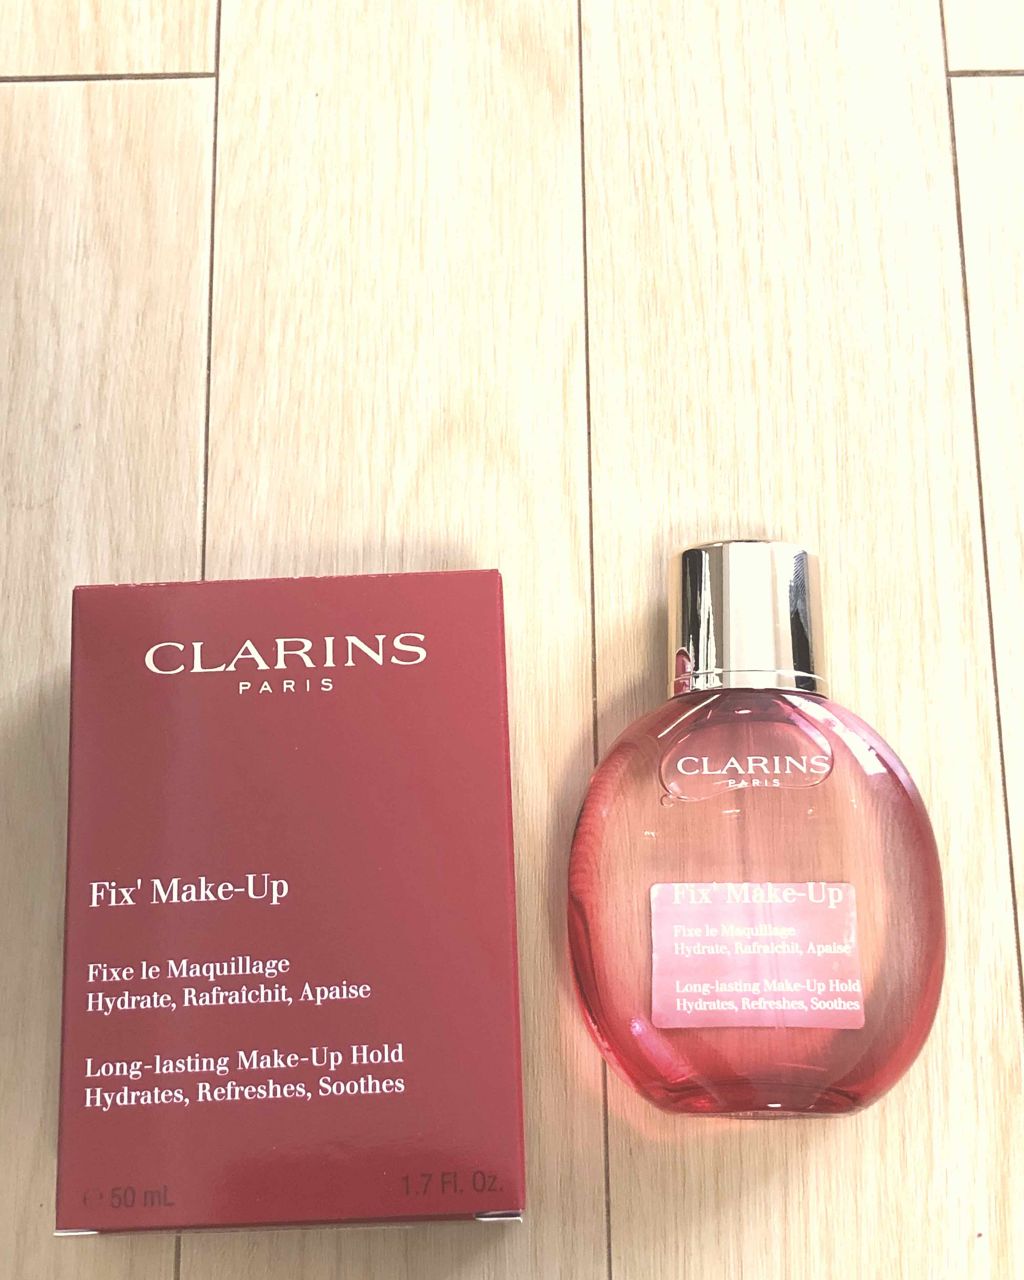 CLARINS
PARIS
Fix' Make-Up
Fixe le Maquillage
Hydrate, Rafraîchit, Apaise
Long-lasting Make-Up Hold
Hydrates, Refreshes, Soothes
℮ 50 mL
1.7 Fl. Oz.
CLARINS
PARIS
Fix' Make-Up
Fixe le Maquillage
Hydrate, Rafraîchit, Apaise
Long-lasting Make-Up Hold
Hydrates, Refreshes, Soothes